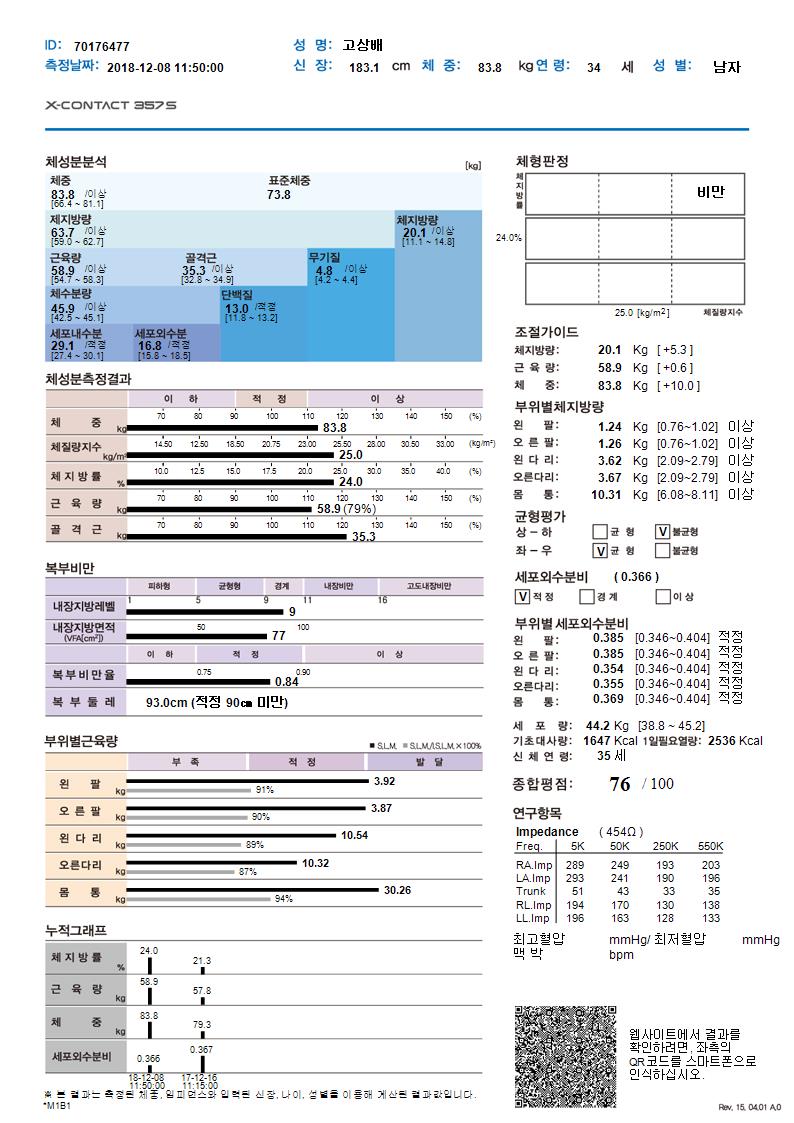 ID: 70176477 성 명: 고상배
측정날짜: 2018-12-08 11:50:00 신 장: 183.1 cm 체 중: 83.8 kg 연 령: 34 세 성 별: 남자
X-CONTACT 357S
체성분분석 [kg]
체중 표준체중
83.8 /이상 73.8
[66.4 ~ 81.1]
제지방량 체지방량
63.7 /이상 20.1 /이상
[59.0 ~ 62.7] [11.1 ~ 14.8]
근육량 골격근 무기질
58.9 /이상 35.3 /이상 4.8 /이상
[54.7 ~ 58.3] [32.8 ~ 34.9] [4.2 ~ 4.4]
체수분량 단백질
45.9 /이상 13.0 /적정
[42.5 ~ 45.1] [11.8 ~ 13.2]
세포내수분 세포외수분
29.1 /적정 16.8 /적정
[27.4 ~ 30.1] [15.8 ~ 18.5]
체성분측정결과
이 하 적 정 이 상
체 중 kg 70 80 90 100 110 120 130 140 150 (%)
83.8
체질량지수 kg/m² 14.50 12.50 18.50 20.75 23.00 25.50 28.00 30.50 33.00 (kg/m²)
25.0
체 지 방 률 % 10.0 12.5 15.0 17.5 20.0 25.0 30.0 35.0 40.0 (%)
24.0
근 육 량 kg 70 80 90 100 110 120 130 140 150 (%)
58.9 (79%)
골 격 근 kg 70 80 90 100 110 120 130 140 150 (%)
35.3
복부비만
피하형 균형형 경계 내장비만 고도내장비만
내장지방레벨 1 5 9 11 16
9
내장지방면적 (VFA[cm²]) 50 100
77
이 하 적 정 이 상
복부비만율 0.75 0.90
0.84
복 부 둘 레 93.0cm (적정 90㎝ 미만)
부위별근육량 ■ S.L.M. ■ S.L.M./I.S.L.M.×100%
부 족 적 정 발 달
왼 팔 kg 3.92
91%
오 른 팔 kg 3.87
90%
왼 다 리 kg 10.54
89%
오른다리 kg 10.32
87%
몸 통 kg 30.26
94%
누적그래프
체 지 방 률 % 24.0 21.3
근 육 량 kg 58.9 57.8
체 중 kg 83.8 79.3
세포외수분비 0.366 0.367
18-12-08 17-12-16
11:50:00 11:15:00
※ 본 결과는 측정된 체중, 임피던스와 입력된 신장, 나이, 성별을 이용해 계산된 결과값입니다.
*M1B1
체형판정
체지방률 비만
24.0%
25.0 [kg/m²] 체질량지수
조절가이드
체지방량: 20.1 Kg [ +5.3 ]
근 육 량: 58.9 Kg [ +0.6 ]
체 중: 83.8 Kg [ +10.0 ]
부위별체지방량
왼 팔: 1.24 Kg [0.76~1.02] 이상
오 른 팔: 1.26 Kg [0.76~1.02] 이상
왼 다 리: 3.62 Kg [2.09~2.79] 이상
오른다리: 3.67 Kg [2.09~2.79] 이상
몸 통: 10.31 Kg [6.08~8.11] 이상
균형평가
상 – 하 균 형 V 불균형
좌 – 우 V 균 형 불균형
세포외수분비 ( 0.366 )
V 적 정 경 계 이 상
부위별세포외수분비
왼 팔: 0.385 [0.346~0.404] 적정
오 른 팔: 0.385 [0.346~0.404] 적정
왼 다 리: 0.354 [0.346~0.404] 적정
오른다리: 0.355 [0.346~0.404] 적정
몸 통: 0.369 [0.346~0.404] 적정
세 포 량: 44.2 Kg [38.8 ~ 45.2]
기초대사량: 1647 Kcal 1일필요열량: 2536 Kcal
신 체 연 령: 35 세
종합평점: 76 / 100
연구항목
Impedance ( 454Ω )
Freq. 5K 50K 250K 550K
RA.Imp 289 249 193 203
LA.Imp 293 241 190 196
Trunk 51 43 33 35
RL.Imp 194 170 130 138
LL.Imp 196 163 128 133
최고혈압 mmHg/ 최저혈압 mmHg
맥 박 bpm
웹사이트에서 결과를
확인하려면, 좌측의
QR코드를 스마트폰으로
인식하십시오.
Rev, 15, 04,01 A,0